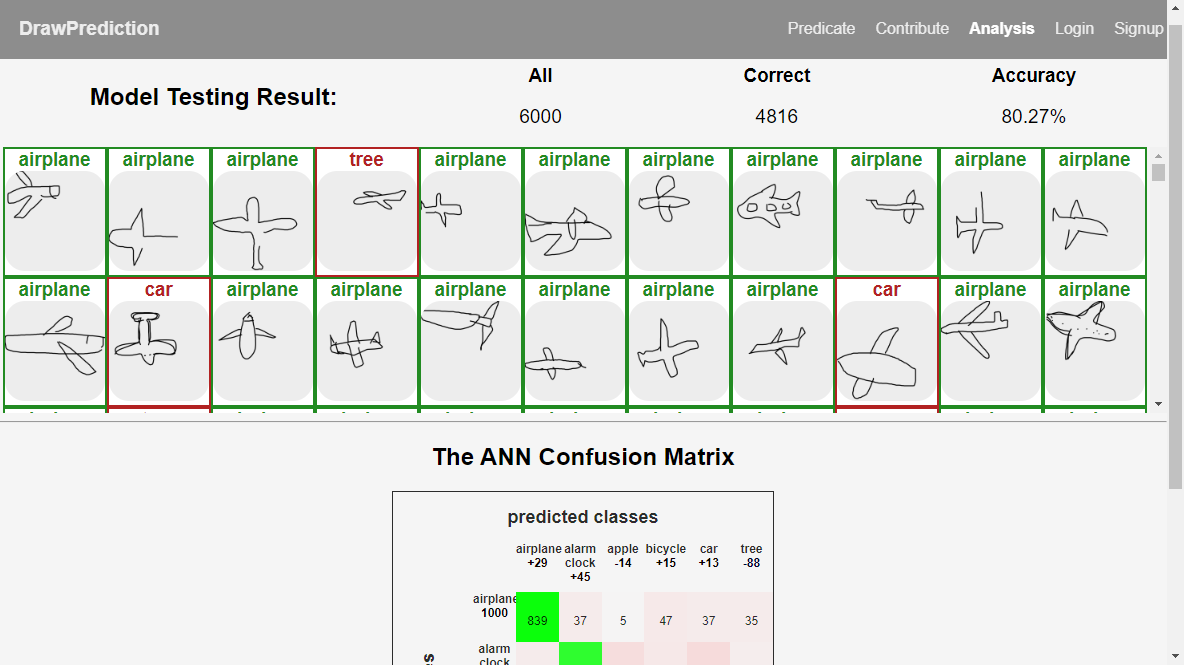 DrawPrediction Predicate Contribute Analysis Login Signup
Model Testing Result: All Correct Accuracy
6000 4816 80.27%
airplane airplane airplane tree airplane airplane airplane airplane airplane airplane airplane
airplane car airplane airplane airplane airplane airplane airplane car airplane airplane
The ANN Confusion Matrix
predicted classes
airplane alarm clock apple bicycle car tree
+29 +45 -14 +15 +13 -88
airplane
1000 839 37 5 47 37 35
alarm
clock